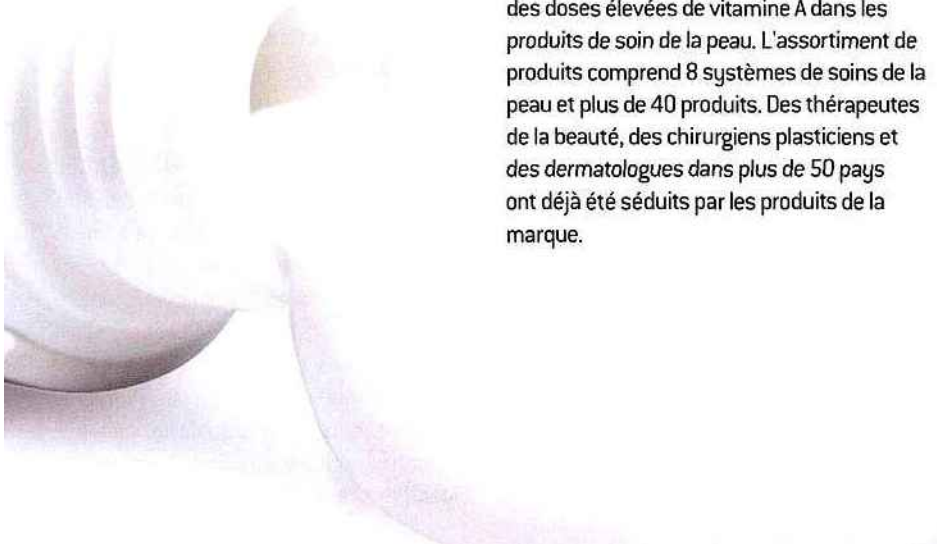 des doses élevées de vitamine A dans les
produits de soin de la peau. L'assortiment de
produits comprend 8 systèmes de soins de la
peau et plus de 40 produits. Des thérapeutes
de la beauté, des chirurgiens plasticiens et
des dermatologues dans plus de 50 pays
ont déjà été séduits par les produits de la
marque.